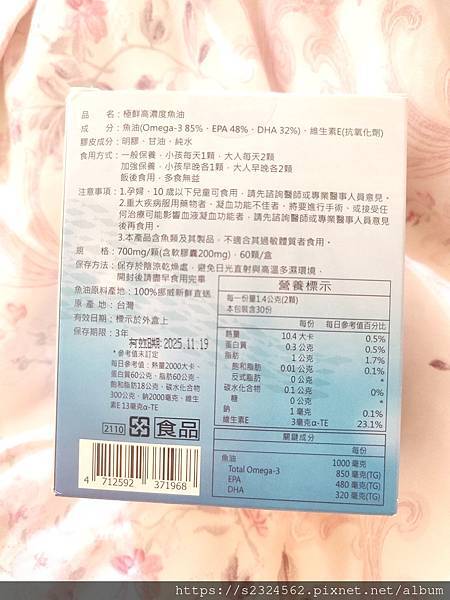 品　　名：極鮮高濃度魚油
成　　分：魚油(Omega-3 85%、EPA 48%、DHA 32%)、維生素E(抗氧化劑)
膠皮成分：明膠、甘油、純水
食用方式：一般保養、小孩每天1顆，大人每天2顆
加強保養、小孩早晚各1顆，大人早晚各2顆
飯後食用，多食無益
注意事項：1.孕婦、10 歲以下兒童可食用，請先諮詢醫師或專業醫事人員意見。
2.重大疾病服用藥物者、凝血功能不佳者、將要進行手術，或接受任
何治療可能影響血液凝血功能者，請先諮詢醫師或專業醫事人員意見
後再食用。
3.本產品含魚類及其製品，不適合其過敏體質者食用。
規　　格：700mg/顆(含軟膠囊200mg)，60顆/盒
保存方法：保存於陰涼乾燥處，避免日光直射與高溫多濕環境，
開封後請盡早食用完畢
魚油原料產地：100%挪威新鮮直送
原 產 地：台灣
有效日期：標示於外盒上
保存期限：3年
有效日期: 2025.11.19
* 參考值未訂定
每日參考值：熱量2000大卡、
蛋白質60公克、脂肪60公克、
飽和脂肪18公克、碳水化合物
300公克、鈉2000毫克、維生
素E 13毫克α-TE
2110 食品
4 712592 371968
營養標示
每一份量1.4公克(2顆)
本包裝含30份
每份 每日參考值百分比
熱量 10.4 大卡 0.5%
蛋白質 0.3 公克 0.5%
脂肪 1 公克 1.7%
飽和脂肪 0.01 公克 0.1%
反式脂肪 0 公克 *
碳水化合物 0.1 公克 0%
糖 0 公克 *
鈉 1 毫克 0.1%
維生素E 3毫克α-TE 23.1%
關鍵成分
每份
魚油 1000 毫克
Total Omega-3 850 毫克(TG)
EPA 480 毫克(TG)
DHA 320 毫克(TG)
https://s2324562.pixnet.net/album